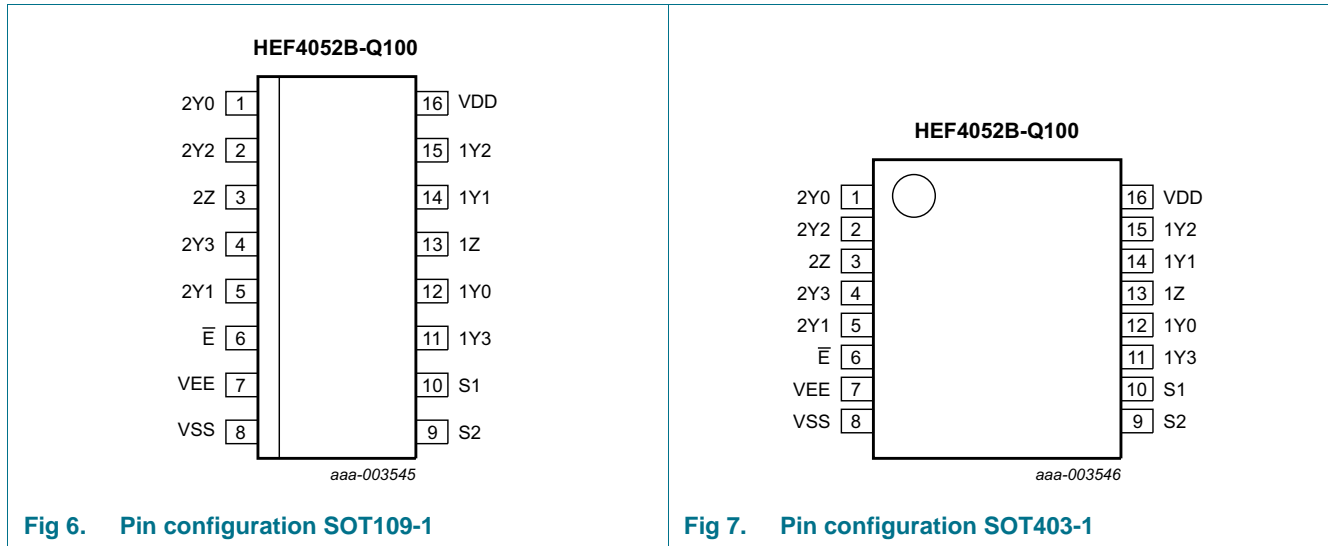 HEF4052B-Q100
2Y0 1 16 VDD
2Y2 2 15 1Y2
2Z 3 14 1Y1
2Y3 4 13 1Z
2Y1 5 12 1Y0
E̅ 6 11 1Y3
VEE 7 10 S1
VSS 8 9 S2
aaa-003545
Fig 6. Pin configuration SOT109-1
HEF4052B-Q100
2Y0 1 16 VDD
2Y2 2 15 1Y2
2Z 3 14 1Y1
2Y3 4 13 1Z
2Y1 5 12 1Y0
E̅ 6 11 1Y3
VEE 7 10 S1
VSS 8 9 S2
aaa-003546
Fig 7. Pin configuration SOT403-1